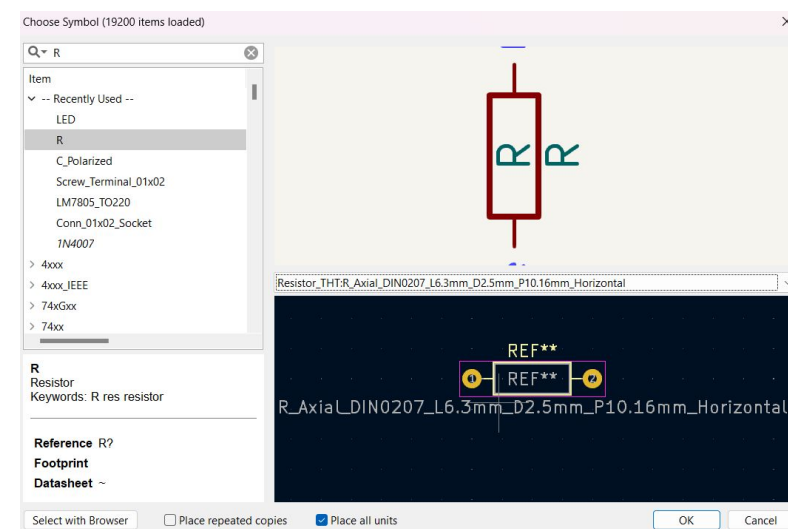 Choose Symbol (19200 items loaded)
R
Item
-- Recently Used --
LED
R
C_Polarized
Screw_Terminal_01x02
LM7805_TO220
Conn_01x02_Socket
1N4007
4xxx
4xxx_IEEE
74xGxx
74xx
R
Resistor
Keywords: R res resistor
Reference R?
Footprint
Datasheet ~
R R
Resistor_THT:R_Axial_DIN0207_L6.3mm_D2.5mm_P10.16mm_Horizontal
REF**
1 REF** 2
R_Axial_DIN0207_L6.3mm_D2.5mm_P10.16mm_Horizontal
Select with Browser Place repeated copies Place all units OK Cancel